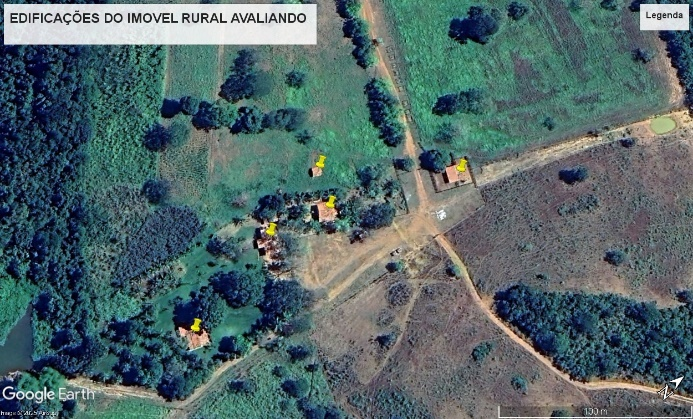 EDIFICAÇÕES DO IMOVEL RURAL AVALIANDO
Legenda
Google Earth
100 m